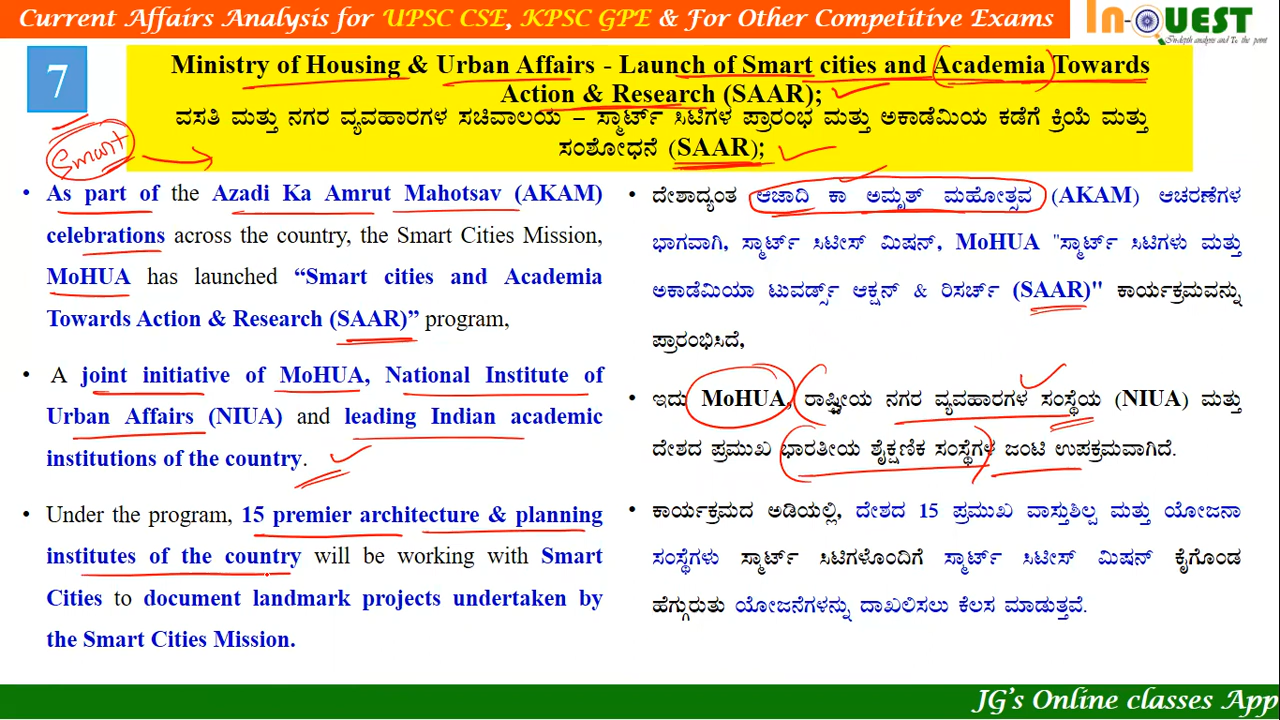 Current Affairs Analysis for UPSC CSE, KPSC GPE & For Other Competitive Exams
In-QUEST
In-depth analysis and To the point
7
Ministry of Housing & Urban Affairs - Launch of Smart cities and Academia Towards
Action & Research (SAAR);
ವಸತಿ ಮತ್ತು ನಗರ ವ್ಯವಹಾರಗಳ ಸಚಿವಾಲಯ – ಸ್ಮಾರ್ಟ್ ಸಿಟಿಗಳ ಪ್ರಾರಂಭ ಮತ್ತು ಅಕಾಡೆಮಿಯ ಕಡೆಗೆ ಕ್ರಿಯೆ ಮತ್ತು
ಸಂಶೋಧನೆ (SAAR);
Smart
• As part of the Azadi Ka Amrut Mahotsav (AKAM)
celebrations across the country, the Smart Cities Mission,
MoHUA has launched “Smart cities and Academia
Towards Action & Research (SAAR)” program,
• A joint initiative of MoHUA, National Institute of
Urban Affairs (NIUA) and leading Indian academic
institutions of the country.
• Under the program, 15 premier architecture & planning
institutes of the country will be working with Smart
Cities to document landmark projects undertaken by
the Smart Cities Mission.
• ದೇಶಾದ್ಯಂತ ಆಜಾದಿ ಕಾ ಅಮೃತ್ ಮಹೋತ್ಸವ (AKAM) ಆಚರಣೆಗಳ
ಭಾಗವಾಗಿ, ಸ್ಮಾರ್ಟ್ ಸಿಟೀಸ್ ಮಿಷನ್, MoHUA "ಸ್ಮಾರ್ಟ್ ಸಿಟಿಗಳು ಮತ್ತು
ಅಕಾಡೆಮಿಯಾ ಟುವರ್ಡ್ಸ್ ಆಕ್ಷನ್ & ರಿಸರ್ಚ್ (SAAR)" ಕಾರ್ಯಕ್ರಮವನ್ನು
ಪ್ರಾರಂಭಿಸಿದೆ,
• ಇದು MoHUA, ರಾಷ್ಟ್ರೀಯ ನಗರ ವ್ಯವಹಾರಗಳ ಸಂಸ್ಥೆಯ (NIUA) ಮತ್ತು
ದೇಶದ ಪ್ರಮುಖ ಭಾರತೀಯ ಶೈಕ್ಷಣಿಕ ಸಂಸ್ಥೆಗಳ ಜಂಟಿ ಉಪಕ್ರಮವಾಗಿದೆ.
• ಕಾರ್ಯಕ್ರಮದ ಅಡಿಯಲ್ಲಿ, ದೇಶದ 15 ಪ್ರಮುಖ ವಾಸ್ತುಶಿಲ್ಪ ಮತ್ತು ಯೋಜನಾ
ಸಂಸ್ಥೆಗಳು ಸ್ಮಾರ್ಟ್ ಸಿಟಿಗಳೊಂದಿಗೆ ಸ್ಮಾರ್ಟ್ ಸಿಟೀಸ್ ಮಿಷನ್ ಕೈಗೊಂಡ
ಹೆಗ್ಗುರುತು ಯೋಜನೆಗಳನ್ನು ದಾಖಲಿಸಲು ಕೆಲಸ ಮಾಡುತ್ತವೆ.
JG's Online classes App